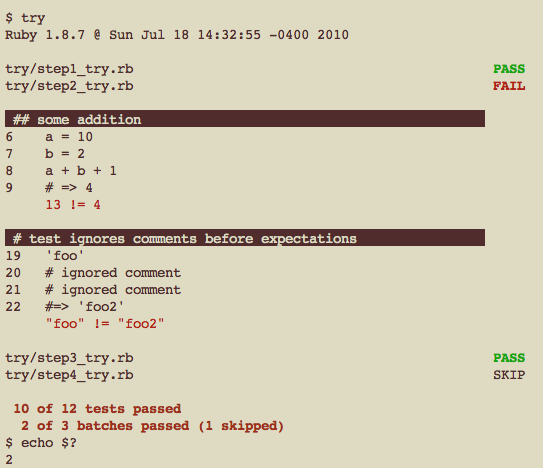 $ try
Ruby 1.8.7 @ Sun Jul 18 14:32:55 -0400 2010
try/step1_try.rb PASS
try/step2_try.rb FAIL
## some addition
6 a = 10
7 b = 2
8 a + b + 1
9 # => 4
13 != 4
# test ignores comments before expectations
19 'foo'
20 # ignored comment
21 # ignored comment
22 #=> 'foo2'
"foo" != "foo2"
try/step3_try.rb PASS
try/step4_try.rb SKIP
10 of 12 tests passed
2 of 3 batches passed (1 skipped)
$ echo $?
2